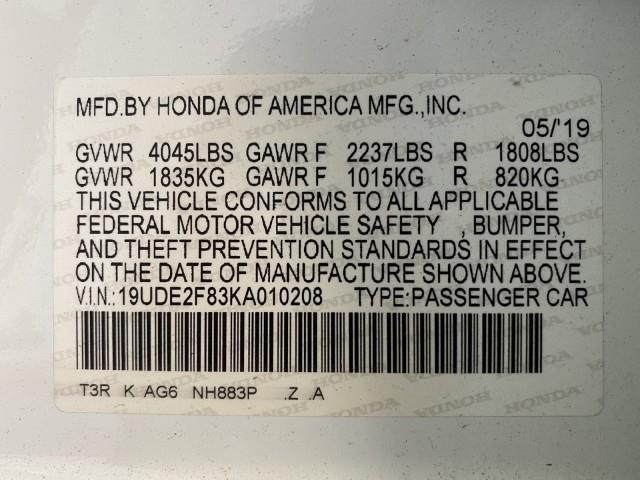 MFD.BY HONDA OF AMERICA MFG.,INC.
05/'19
GVWR 4045LBS GAWR F 2237LBS R 1808LBS
GVWR 1835KG GAWR F 1015KG R 820KG
THIS VEHICLE CONFORMS TO ALL APPLICABLE
FEDERAL MOTOR VEHICLE SAFETY , BUMPER,
AND THEFT PREVENTION STANDARDS IN EFFECT
ON THE DATE OF MANUFACTURE SHOWN ABOVE.
V.I.N.: 19UDE2F83KA010208 TYPE:PASSENGER CAR
T3R K AG6 NH883P .Z .A